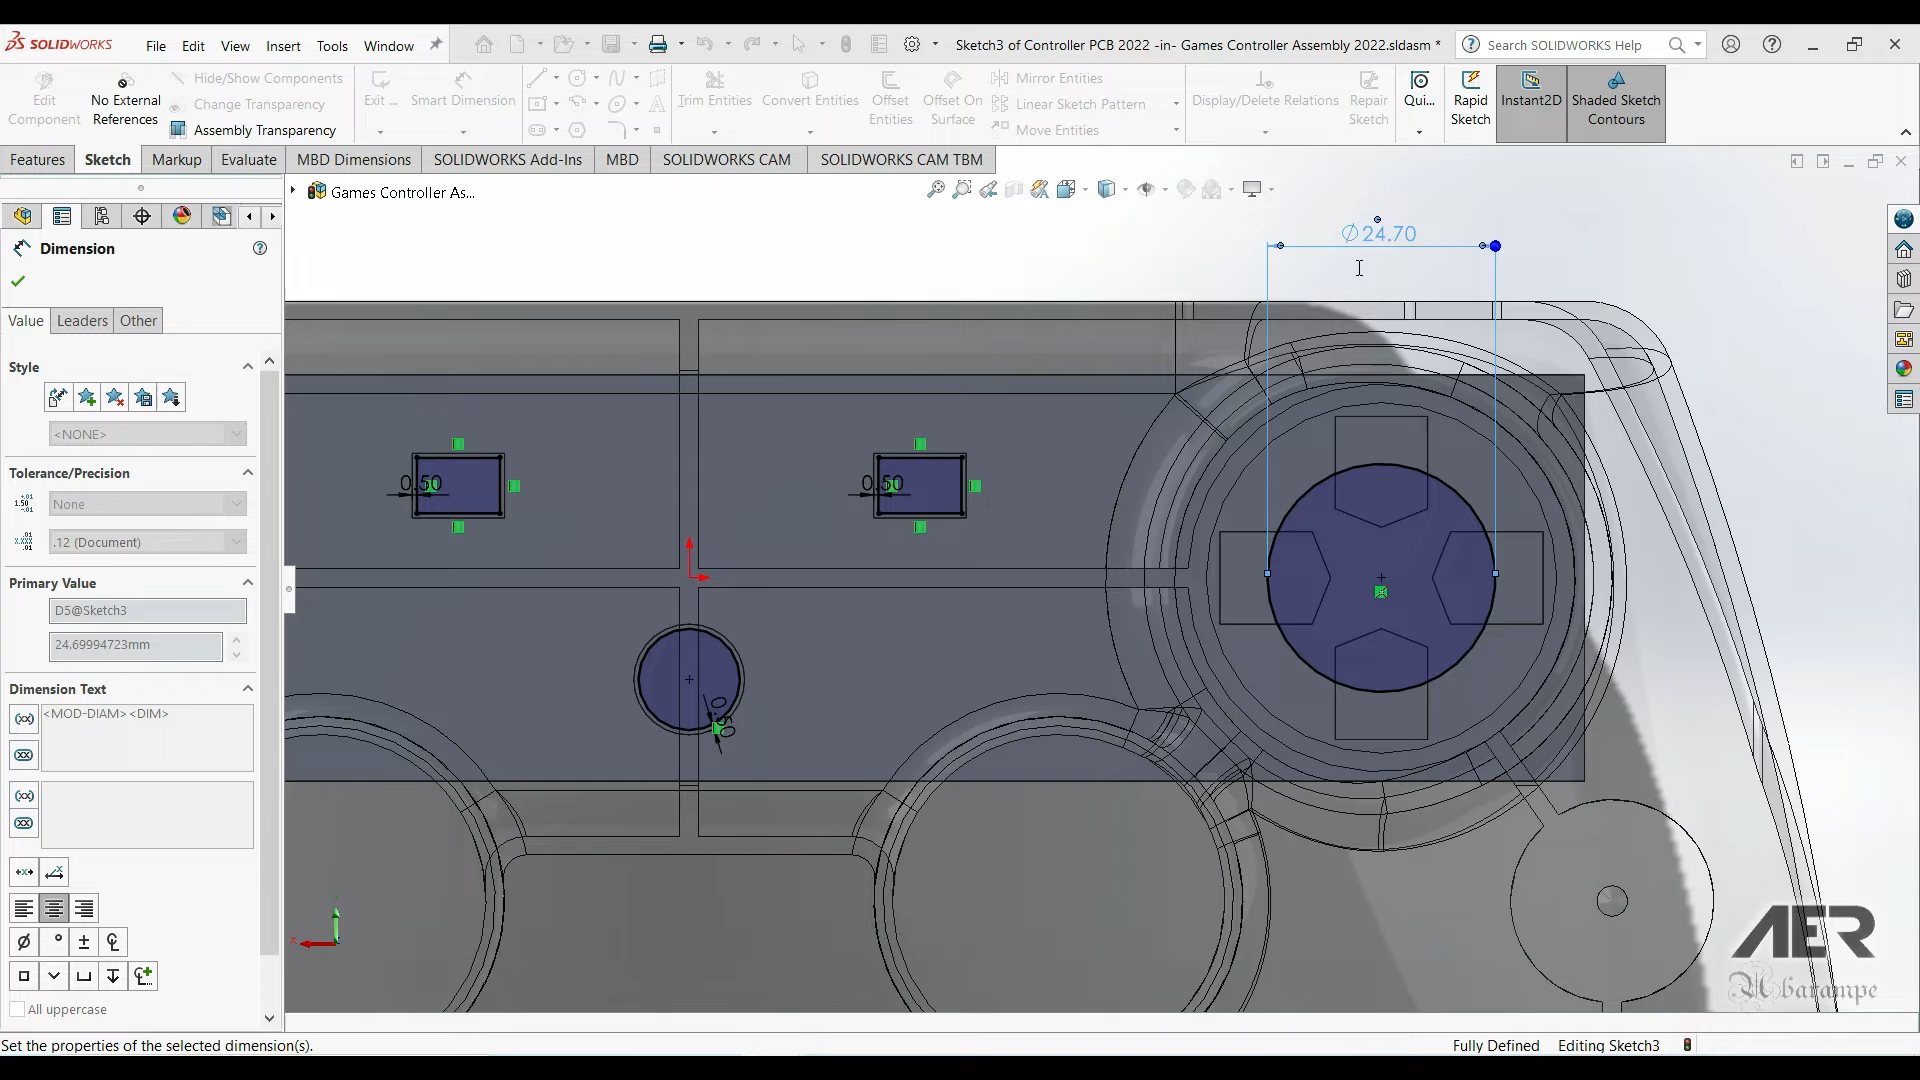 SOLIDWORKS
File Edit View Insert Tools Window
Sketch3 of Controller PCB 2022 -in- Games Controller Assembly 2022.sldasm *
Search SOLIDWORKS Help
Edit Component
No External References
Hide/Show Components
Change Transparency
Assembly Transparency
Exit ...
Smart Dimension
Trim Entities
Convert Entities
Offset Entities
Offset On Surface
Mirror Entities
Linear Sketch Pattern
Move Entities
Display/Delete Relations
Repair Sketch
Qui...
Rapid Sketch
Instant2D
Shaded Sketch Contours
Features Sketch Markup Evaluate MBD Dimensions SOLIDWORKS Add-Ins MBD SOLIDWORKS CAM SOLIDWORKS CAM TBM
Games Controller As...
Dimension
Value Leaders Other
Style
<NONE>
Tolerance/Precision
None
.12 (Document)
Primary Value
D5@Sketch3
24.69994723mm
Dimension Text
<MOD-DIAM><DIM>
All uppercase
∅24.70
0.50
0.50
0.50
x
AER
Abarampe
Set the properties of the selected dimension(s).
Fully Defined
Editing Sketch3